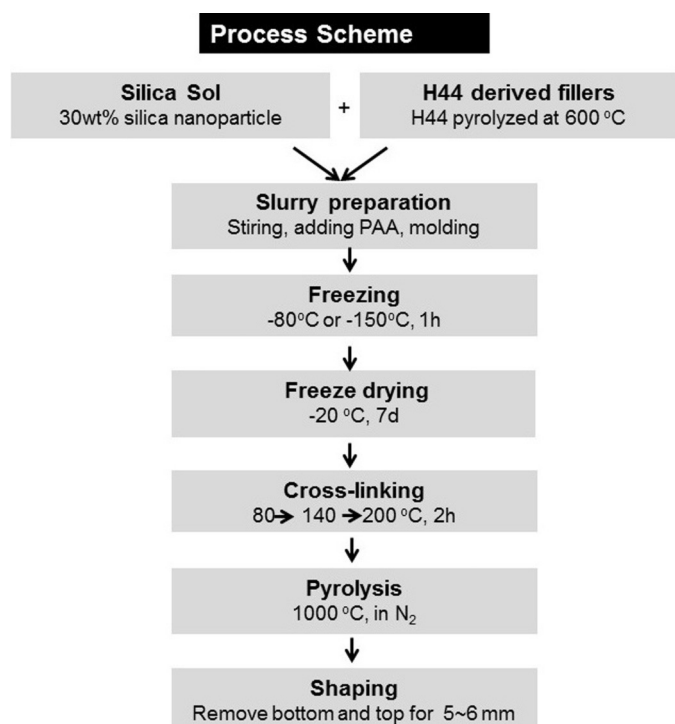 Process Scheme
Silica Sol
30wt% silica nanoparticle
+
H44 derived fillers
H44 pyrolyzed at 600 °C
Slurry preparation
Stiring, adding PAA, molding
Freezing
-80°C or -150°C, 1h
Freeze drying
-20 °C, 7d
Cross-linking
80→ 140 →200 °C, 2h
Pyrolysis
1000 °C, in N₂
Shaping
Remove bottom and top for 5~6 mm